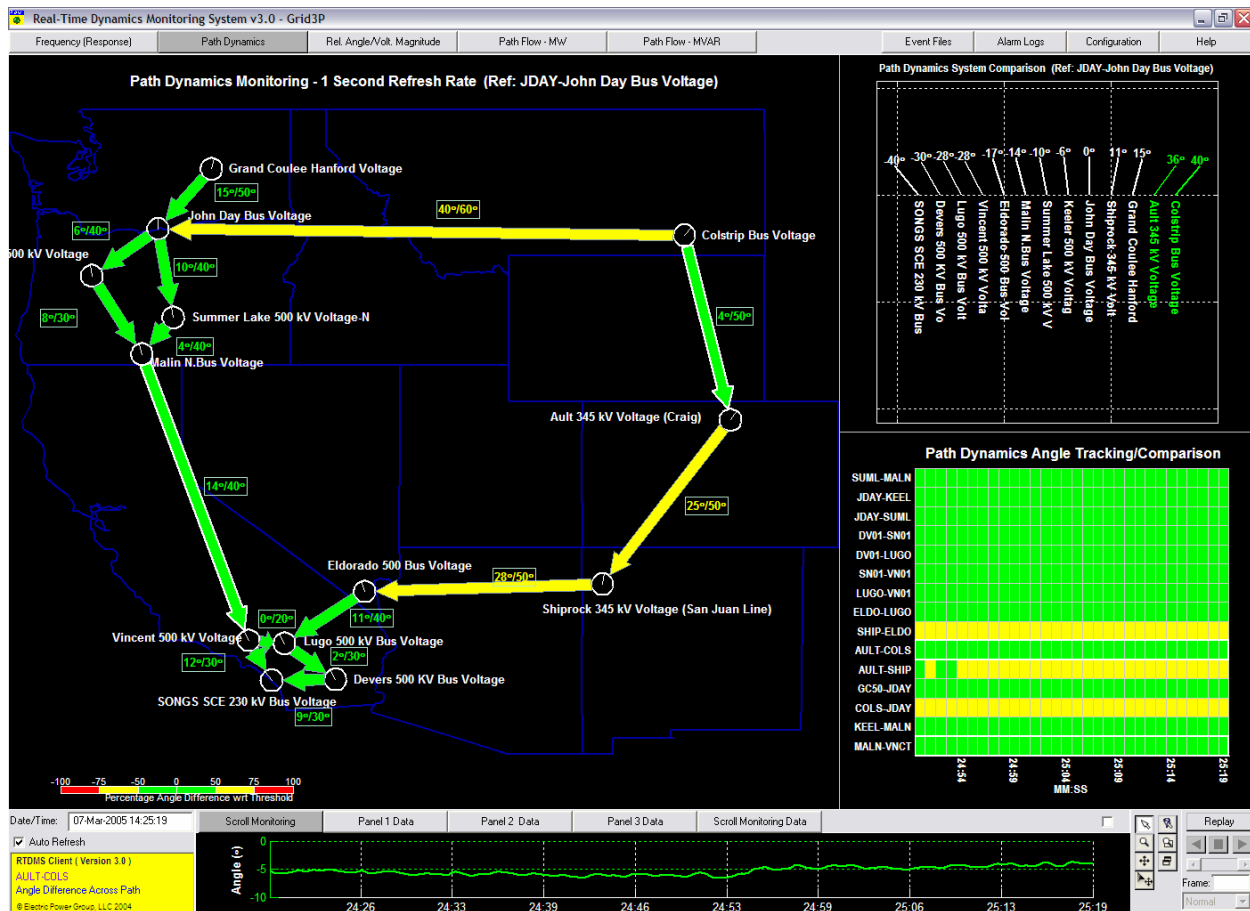 Real-Time Dynamics Monitoring System v3.0 - Grid3P
Frequency (Response)
Path Dynamics
Rel. Angle/Volt. Magnitude
Path Flow - MW
Path Flow - MVAR
Event Files
Alarm Logs
Configuration
Help
Path Dynamics Monitoring - 1 Second Refresh Rate (Ref: JDAY-John Day Bus Voltage)
Grand Coulee Hanford Voltage
15º/50º
John Day Bus Voltage
40º/60º
Colstrip Bus Voltage
6º/40º
500 kV Voltage
10º/40º
8º/30º
Summer Lake 500 kV Voltage-N
4º/50º
4º/40º
Malin N.Bus Voltage
Ault 345 kV Voltage (Craig)
14º/40º
25º/50º
Eldorado 500 Bus Voltage
28º/50º
Shiprock 345 kV Voltage (San Juan Line)
0º/20º
11º/40º
Vincent 500 kV Voltage
Lugo 500 kV Bus Voltage
12º/30º
2º/30º
Devers 500 KV Bus Voltage
SONGS SCE 230 kV Bus Voltage
9º/30º
-100 -75 -50 0 50 75 100
Percentage Angle Difference wrt Threshold
Path Dynamics System Comparison (Ref: JDAY-John Day Bus Voltage)
-40º -30º -28º -28º -17º -14º -10º -6º 0º 11º 15º 36º 40º
SONGS SCE 230 kV Bus
Devers 500 KV Bus Vo
Lugo 500 kV Bus Volt
Vincent 500 kV Volta
Eldorado 500 Bus Vol
Malin N.Bus Voltage
Summer Lake 500 kV V
Keeler 500 kV Voltag
John Day Bus Voltage
Shiprock 345 kV Volt
Grand Coulee Hanford
Ault 345 kV Voltage
Colstrip Bus Voltage
Path Dynamics Angle Tracking/Comparison
SUML-MALN
JDAY-KEEL
JDAY-SUML
DV01-SN01
DV01-LUGO
SN01-VN01
LUGO-VN01
ELDO-LUGO
SHIP-ELDO
AULT-COLS
AULT-SHIP
GC50-JDAY
COLS-JDAY
KEEL-MALN
MALN-VNCT
24:54 24:59 25:04 25:09 25:14 25:19
MM:SS
Date/Time: 07-Mar-2005 14:25:19
Auto Refresh
RTDMS Client ( Version 3.0 )
AULT-COLS
Angle Difference Across Path
© Electric Power Group, LLC 2004
Scroll Monitoring
Panel 1 Data
Panel 2 Data
Panel 3 Data
Scroll Monitoring Data
Angle (º)
0
-5
-10
24:26 24:33 24:39 24:46 24:53 24:59 25:06 25:13 25:19
Replay
Frame:
Normal